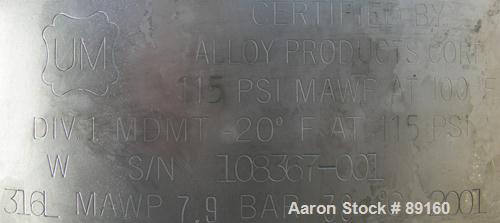 CERTIFIED BY
UM ALLOY PRODUCTS COR
115 PSI MAWP AT 100 F
DIV.1 MDMT -20° F AT 115 PSI
W S/N 108367-001
316L MAWP 7.9 BAR 2001
Aaron Stock # 89160